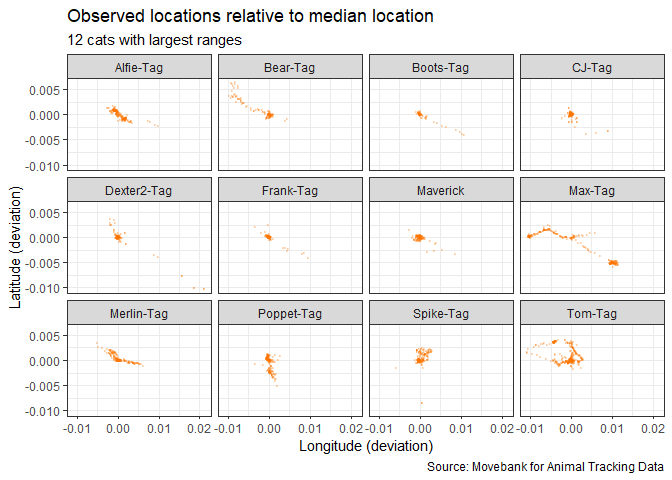 Observed locations relative to median location
12 cats with largest ranges
Alfie-Tag Bear-Tag Boots-Tag CJ-Tag
0.005
0.000
-0.005
-0.010
Dexter2-Tag Frank-Tag Maverick Max-Tag
0.005
0.000
-0.005
-0.010
Merlin-Tag Poppet-Tag Spike-Tag Tom-Tag
0.005
0.000
-0.005
-0.010
Latitude (deviation)
-0.01 0.00 0.01 0.02 -0.01 0.00 0.01 0.02 -0.01 0.00 0.01 0.02 -0.01 0.00 0.01 0.02
Longitude (deviation)
Source: Movebank for Animal Tracking Data